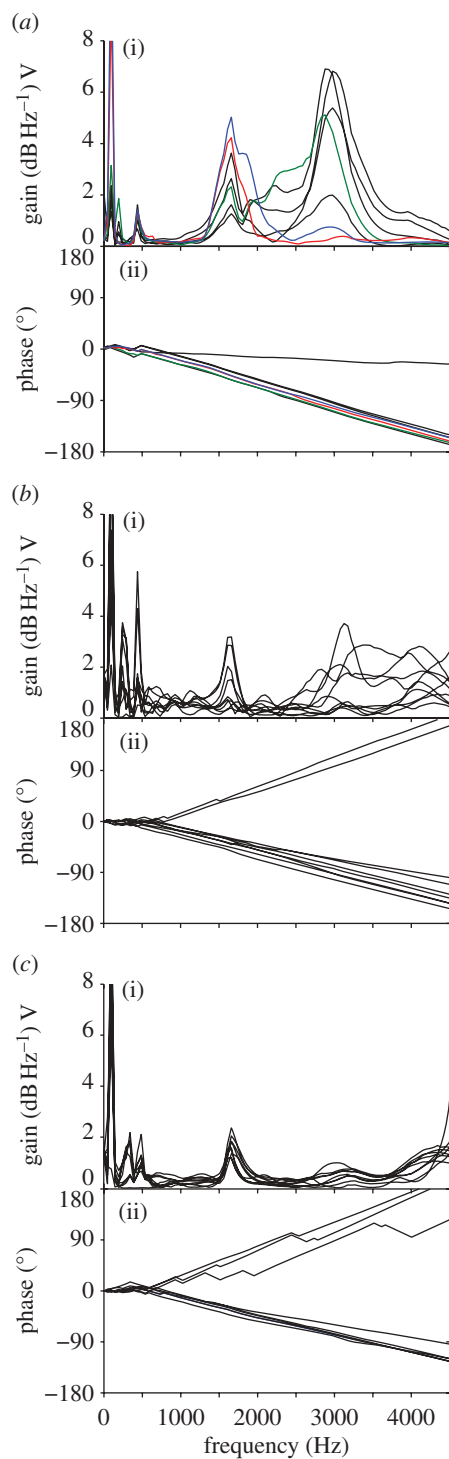 (a)
(i)
8
6
4
2
0
gain (dB Hz⁻¹) V
(ii)
180
90
0
−90
−180
phase (°)
(b)
(i)
8
6
4
2
0
gain (dB Hz⁻¹) V
(ii)
180
90
0
−90
−180
phase (°)
(c)
(i)
8
6
4
2
0
gain (dB Hz⁻¹) V
(ii)
180
90
0
−90
−180
phase (°)
0 1000 2000 3000 4000
frequency (Hz)